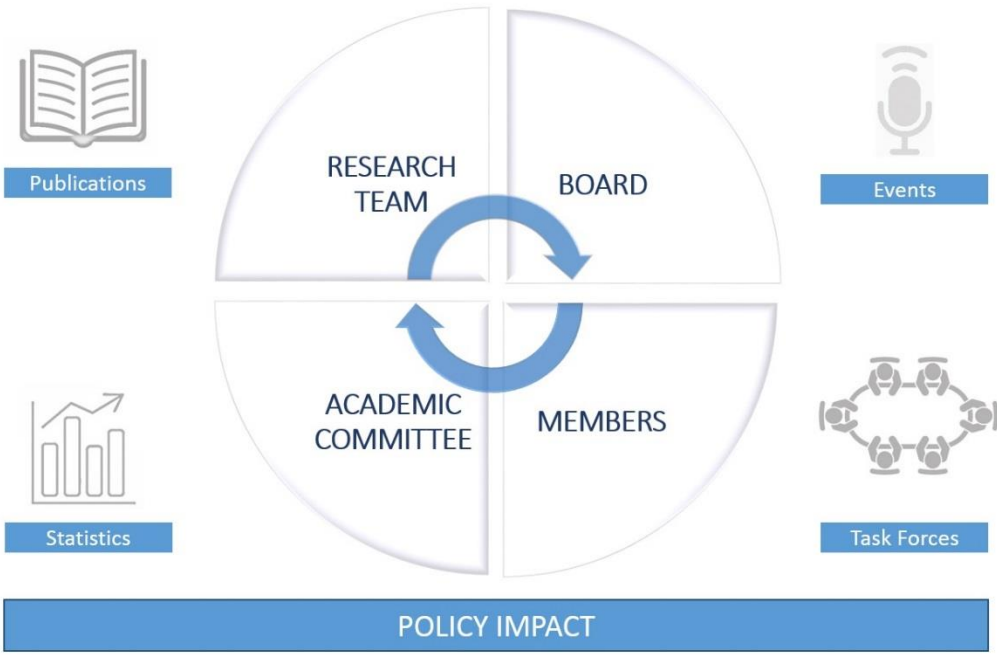 RESEARCH
TEAM
BOARD
Publications
Events
ACADEMIC
COMMITTEE
MEMBERS
Statistics
Task Forces
POLICY IMPACT